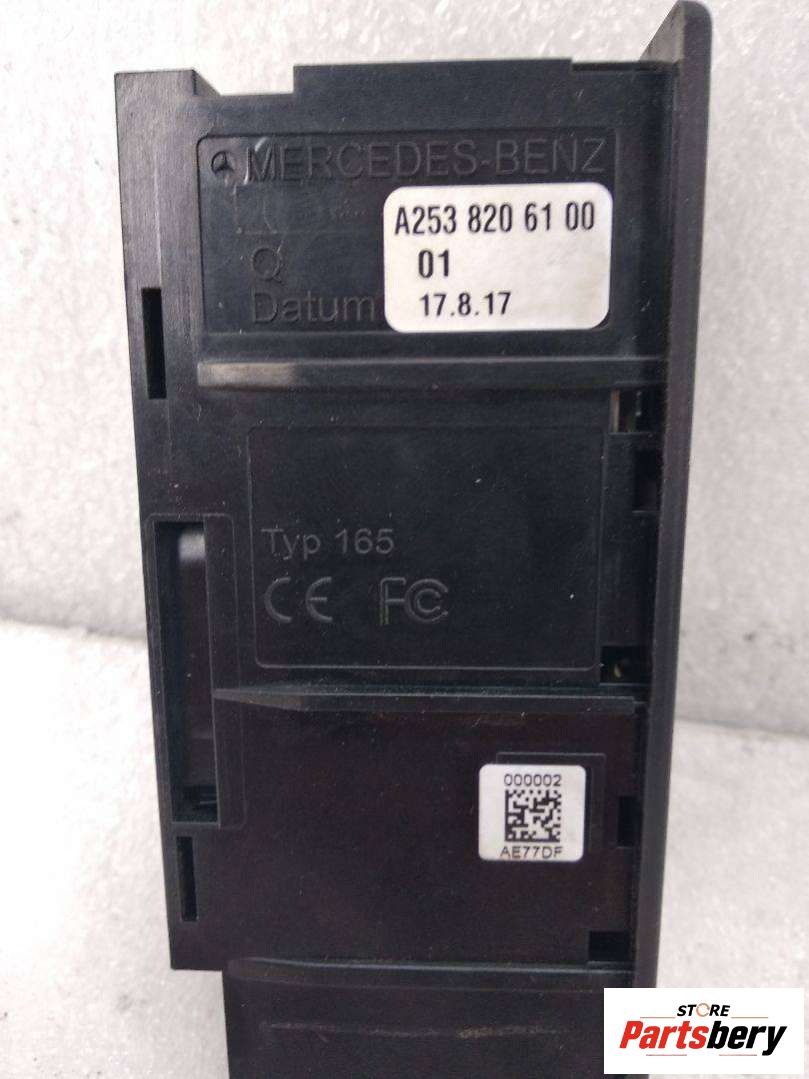 MERCEDES-BENZ
A253 820 61 00
Q
01
Datum
17.8.17
Typ 165
CE FC
000002
AE77DF
STORE
Partsbery